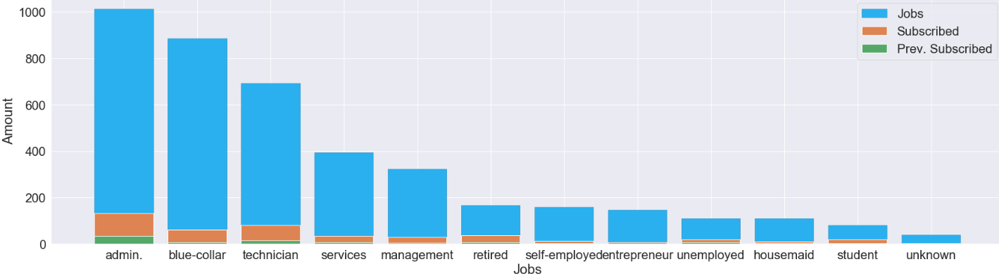 1000
800
600
400
200
0
Amount
Jobs
Subscribed
Prev. Subscribed
admin. blue-collar technician services management retired self-employed entrepreneur unemployed housemaid student unknown
Jobs